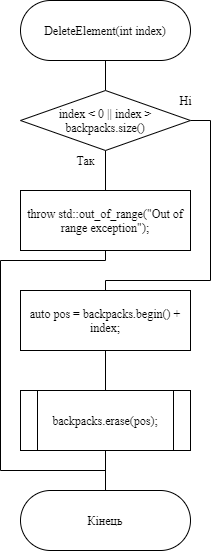 DeleteElement(int index)
Ні
index < 0 || index >
backpacks.size()
Так
throw std::out_of_range("Out of
range exception");
auto pos = backpacks.begin() +
index;
backpacks.erase(pos);
Кінець